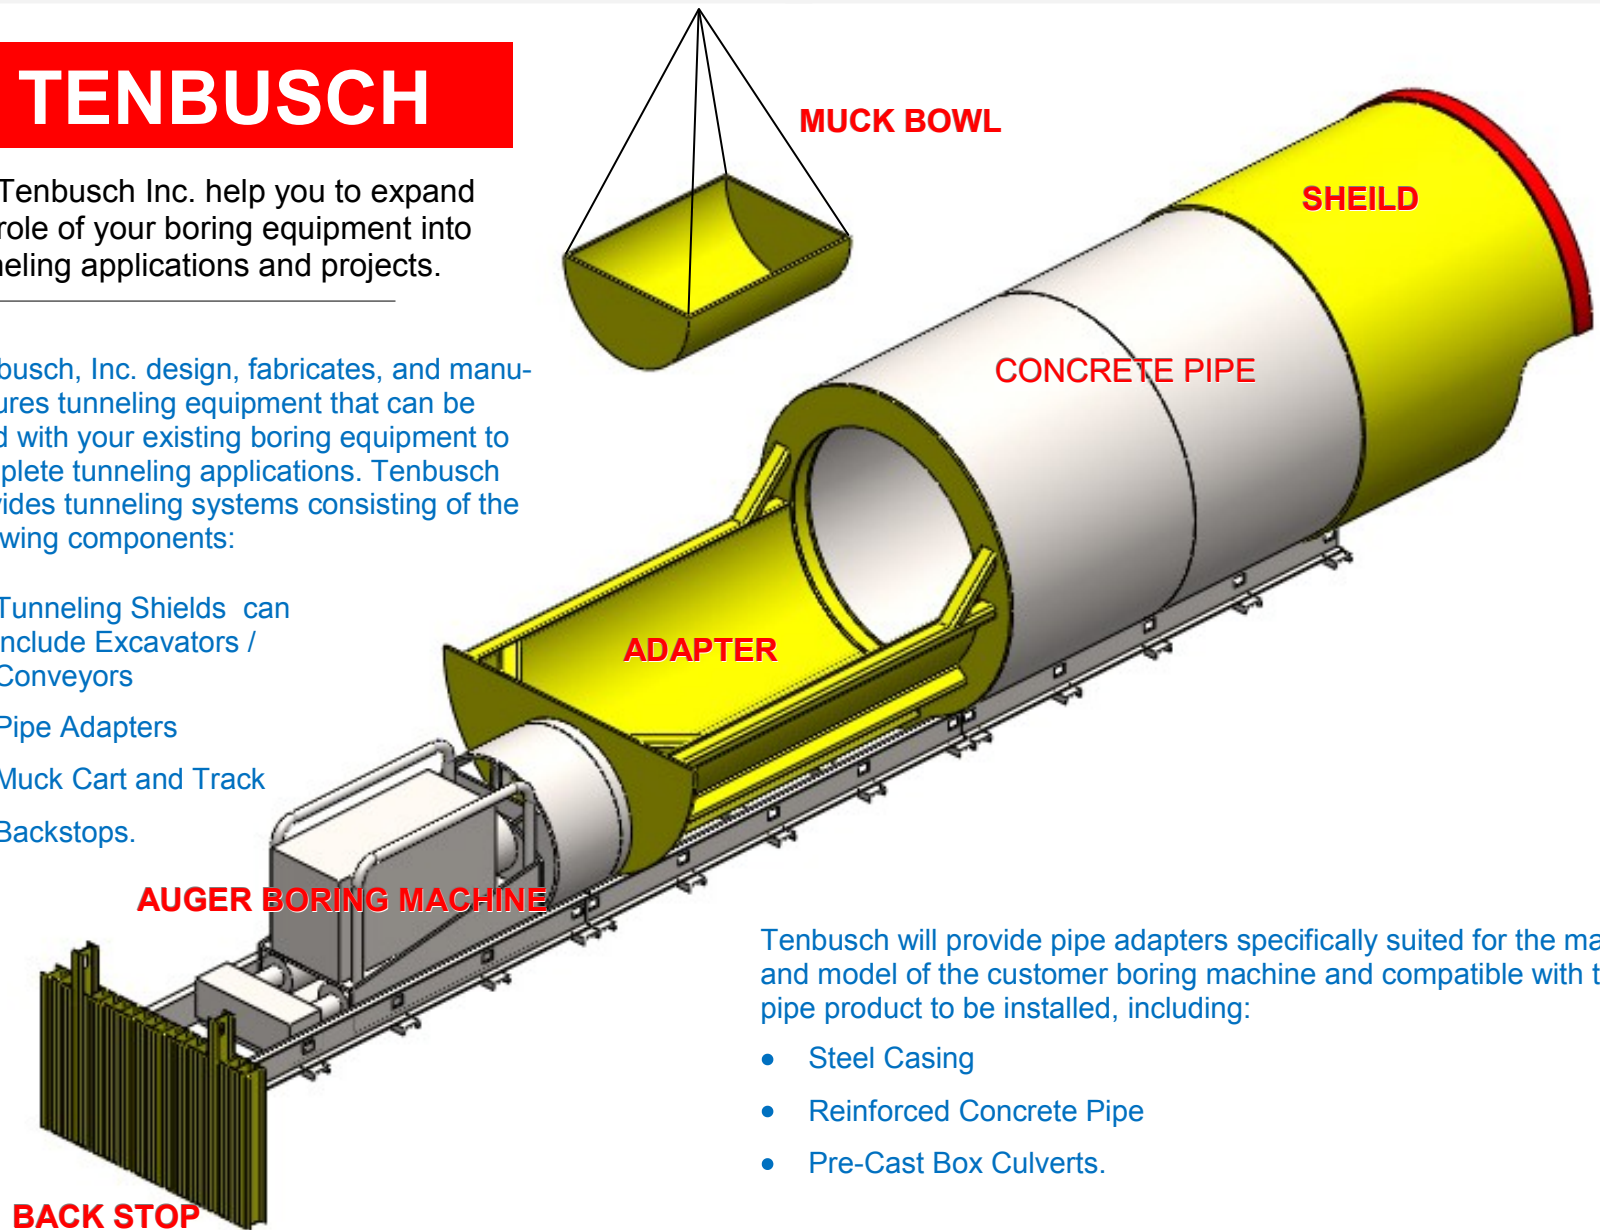 TENBUSCH
MUCK BOWL
Tenbusch Inc. help you to expand
role of your boring equipment into
neling applications and projects.
SHEILD
busch, Inc. design, fabricates, and manu-
ures tunneling equipment that can be
d with your existing boring equipment to
plete tunneling applications. Tenbusch
vides tunneling systems consisting of the
wing components:
CONCRETE PIPE
Tunneling Shields can
nclude Excavators /
Conveyors
Pipe Adapters
Muck Cart and Track
Backstops.
ADAPTER
AUGER BORING MACHINE
Tenbusch will provide pipe adapters specifically suited for the ma
and model of the customer boring machine and compatible with t
pipe product to be installed, including:
• Steel Casing
• Reinforced Concrete Pipe
• Pre-Cast Box Culverts.
BACK STOP